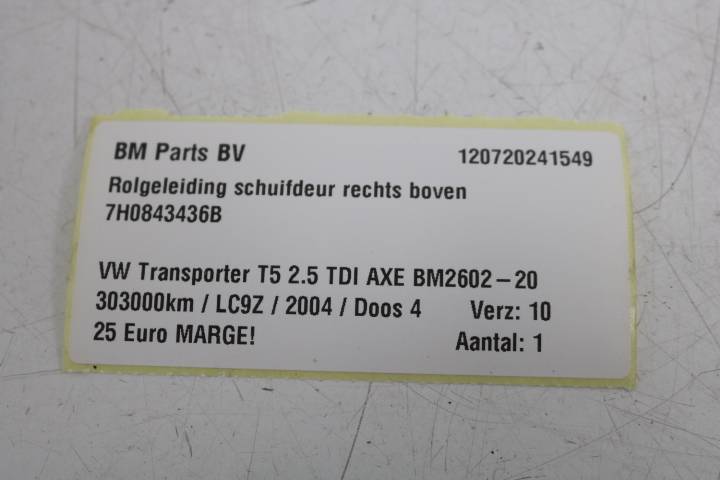 BM Parts BV 120720241549
Rolgeleiding schuifdeur rechts boven
7H0843436B
VW Transporter T5 2.5 TDI AXE BM2602-20
303000km / LC9Z / 2004 / Doos 4 Verz: 10
25 Euro MARGE! Aantal: 1